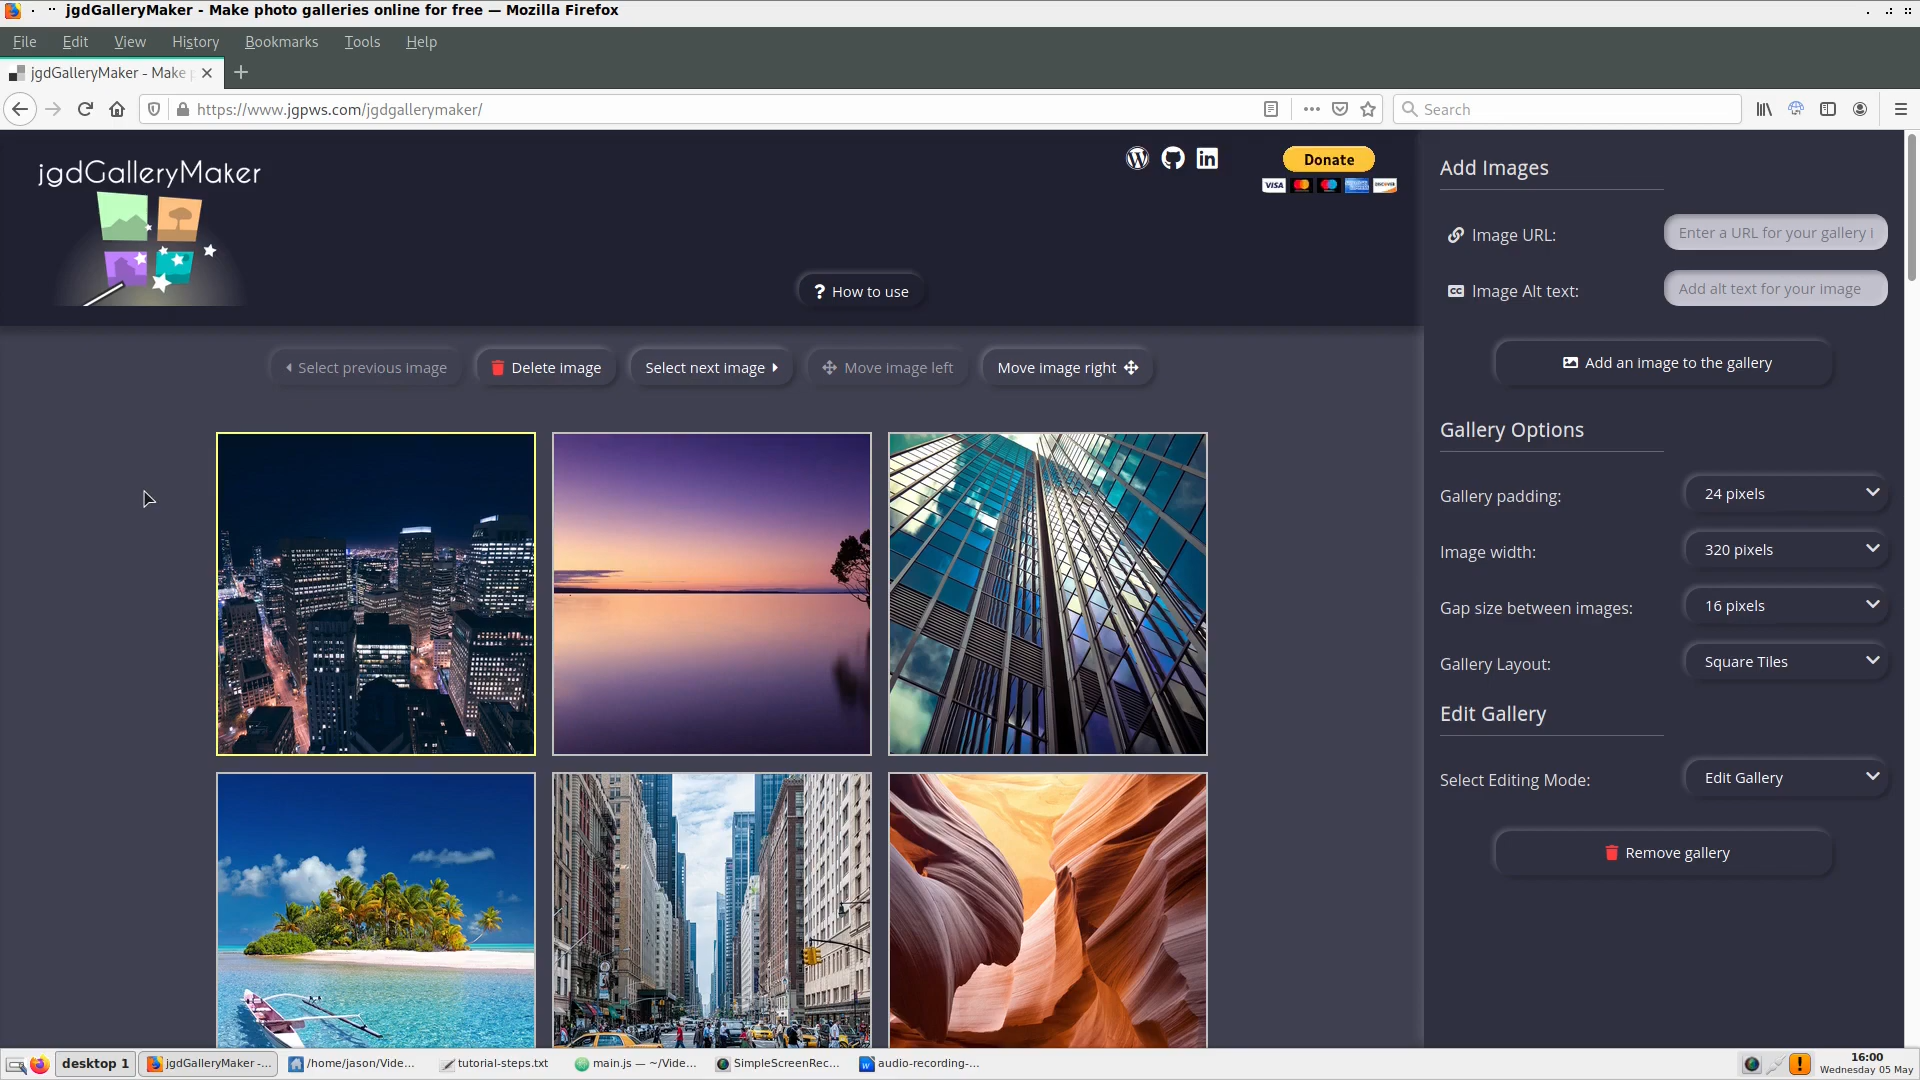 jgdGalleryMaker - Make photo galleries online for free — Mozilla Firefox
File Edit View History Bookmarks Tools Help
jgdGalleryMaker - Make
https://www.jgpws.com/jgdgallerymaker/
Search
jgdGalleryMaker
Donate
VISA
DISCOVER
How to use
Add Images
Image URL: Enter a URL for your gallery i
CC Image Alt text: Add alt text for your image
Add an image to the gallery
Select previous image Delete image Select next image Move image left Move image right
Gallery Options
Gallery padding: 24 pixels
Image width: 320 pixels
Gap size between images: 16 pixels
Gallery Layout: Square Tiles
Edit Gallery
Select Editing Mode: Edit Gallery
Remove gallery
desktop 1 jgdGalleryMaker -... /home/jason/Vide... tutorial-steps.txt main.js — ~/Vide... SimpleScreenRec... audio-recording-...
16:00
Wednesday 05 May